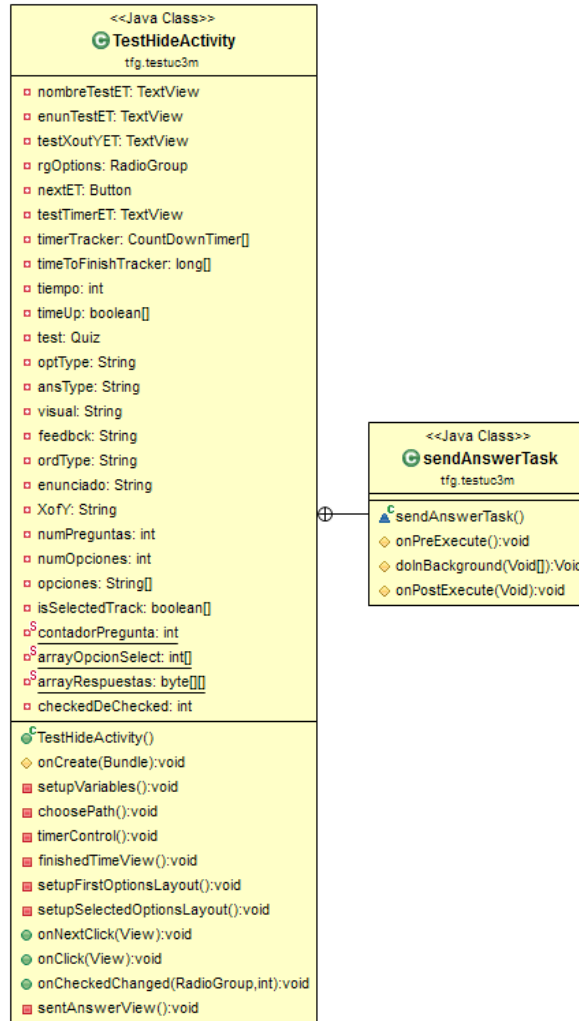 <<Java Class>>
TestHideActivity
tfg.testuc3m
nombreTestET: TextView
enunTestET: TextView
testXoutYET: TextView
rgOptions: RadioGroup
nextET: Button
testTimerET: TextView
timerTracker: CountDownTimer[]
timeToFinishTracker: long[]
tiempo: int
timeUp: boolean[]
test: Quiz
optType: String
ansType: String
visual: String
feedbck: String
ordType: String
enunciado: String
XofY: String
numPreguntas: int
numOpciones: int
opciones: String[]
isSelectedTrack: boolean[]
contadorPregunta: int
arrayOpcionSelect: int[]
arrayRespuestas: byte[][]
checkedDeChecked: int
TestHideActivity()
onCreate(Bundle):void
setupVariables():void
choosePath():void
timerControl():void
finishedTimeView():void
setupFirstOptionsLayout():void
setupSelectedOptionsLayout():void
onNextClick(View):void
onClick(View):void
onCheckedChanged(RadioGroup,int):void
sentAnswerView():void
<<Java Class>>
sendAnswerTask
tfg.testuc3m
sendAnswerTask()
onPreExecute():void
doInBackground(Void[]):Void
onPostExecute(Void):void